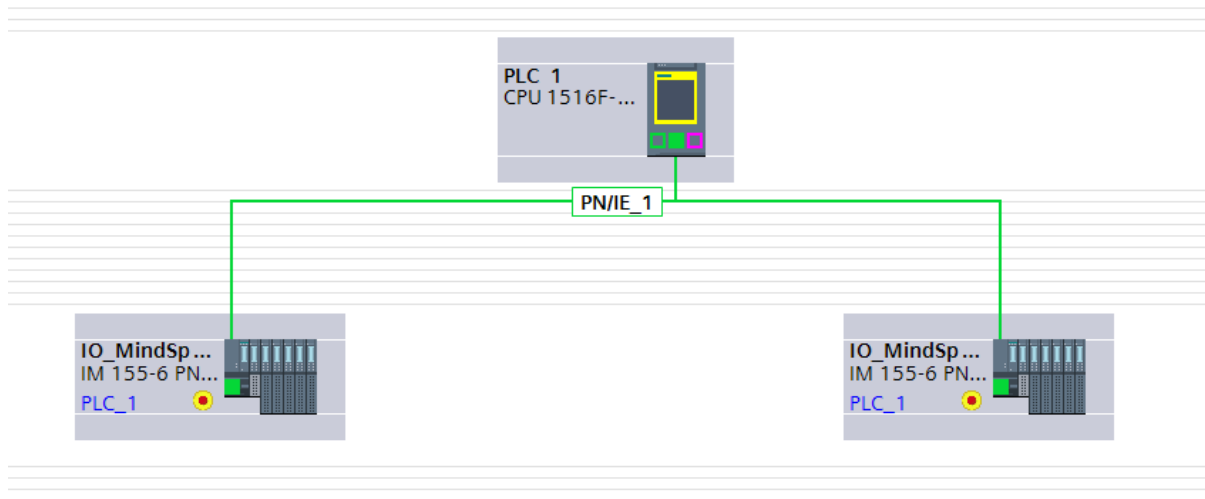 PLC_1
CPU 1516F-...
PN/IE_1
IO_MindSp...
IM 155-6 PN...
PLC_1
IO_MindSp...
IM 155-6 PN...
PLC_1